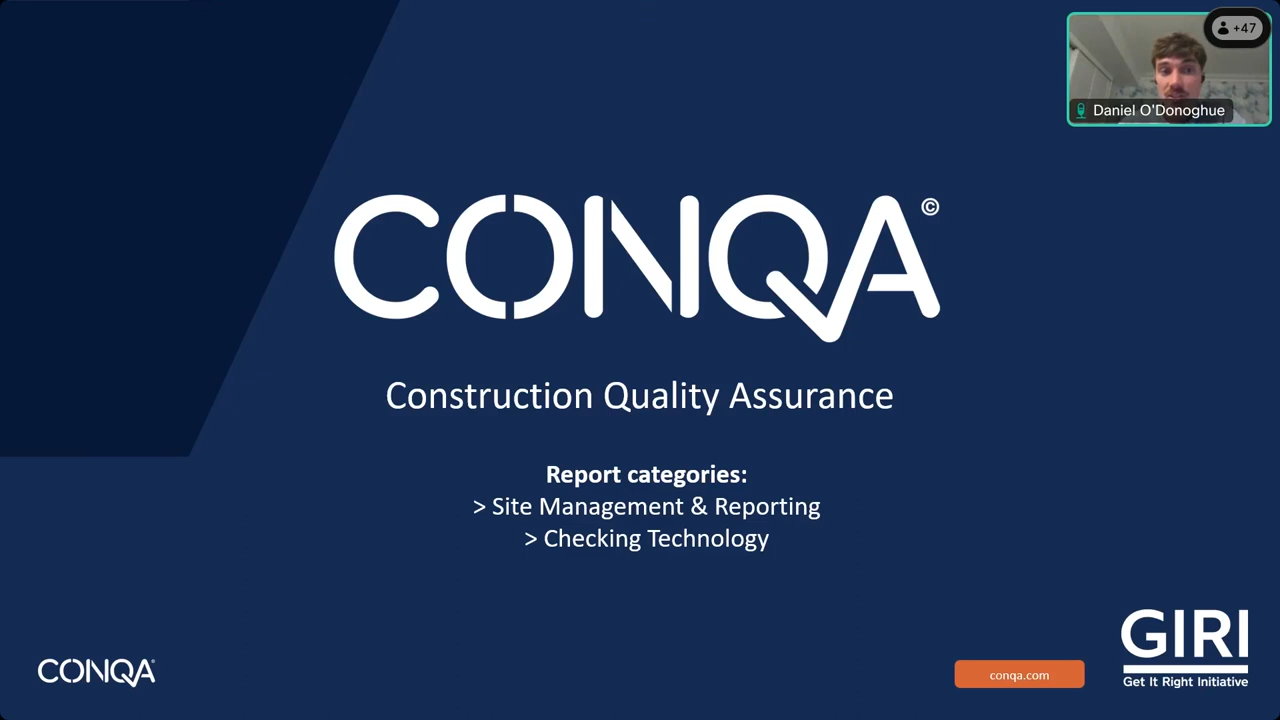 +47
Daniel O'Donoghue
CONQA©
Construction Quality Assurance
Report categories:
> Site Management & Reporting
> Checking Technology
CONQA
conqa.com
GIRI
Get It Right Initiative